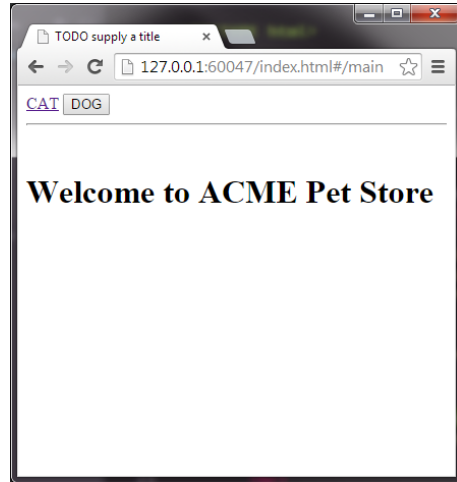 TODO supply a title
127.0.0.1:60047/index.html#/main
CAT DOG
Welcome to ACME Pet Store